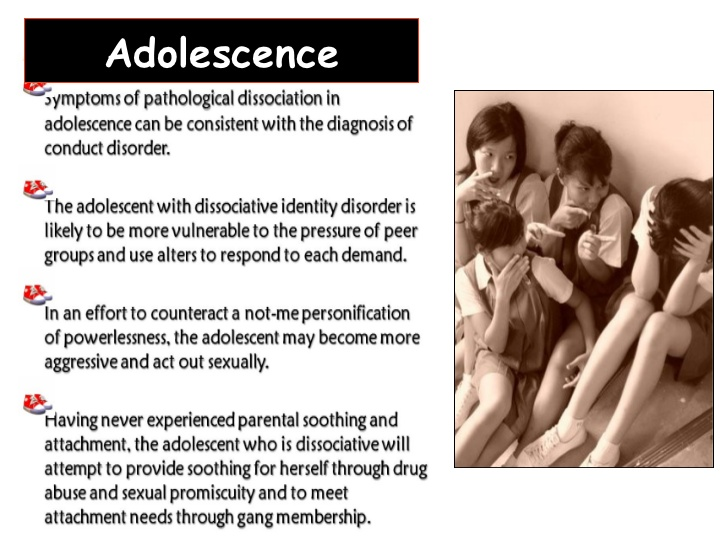 Adolescence
Symptoms of pathological dissociation in
adolescence can be consistent with the diagnosis of
conduct disorder.
The adolescent with dissociative identity disorder is
likely to be more vulnerable to the pressure of peer
groups and use alters to respond to each demand.
In an effort to counteract a not-me personification
of powerlessness, the adolescent may become more
aggressive and act out sexually.
Having never experienced parental soothing and
attachment, the adolescent who is dissociative will
attempt to provide soothing for herself through drug
abuse and sexual promiscuity and to meet
attachment needs through gang membership.